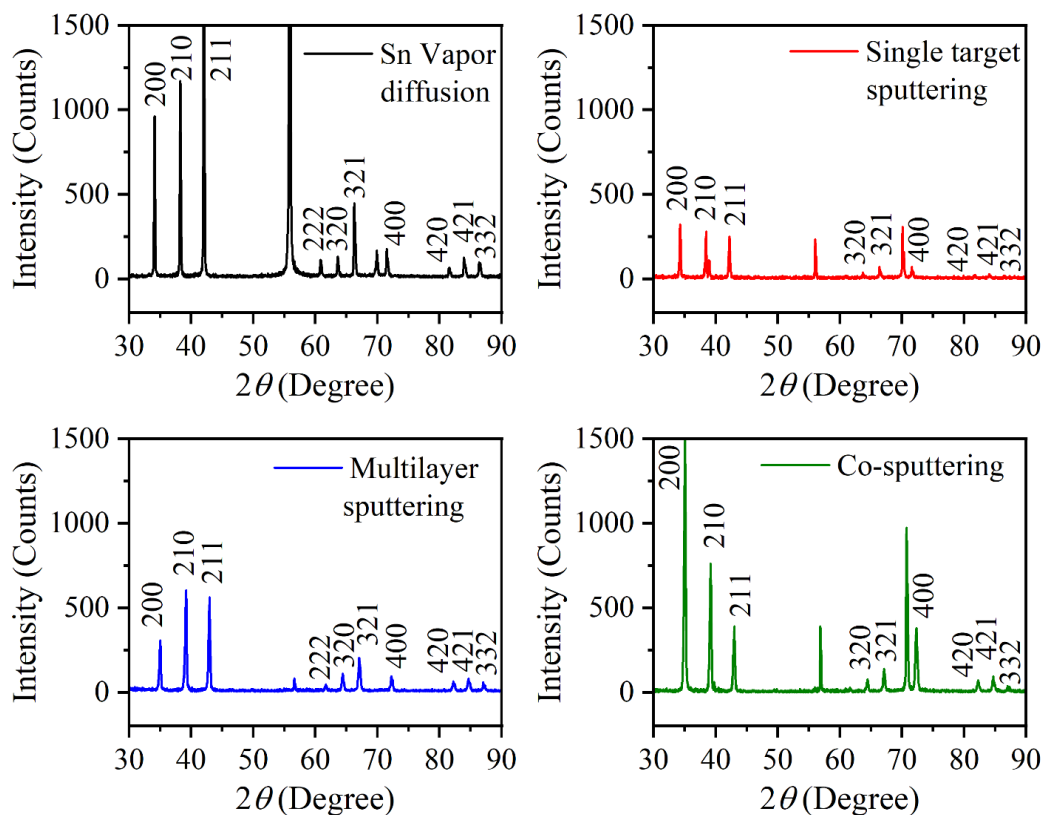 1500
1000
500
0
Intensity (Counts)
200
210
211
222
320
321
400
420
421
332
Sn Vapor
diffusion
30 40 50 60 70 80 90
2θ (Degree)
1500
1000
500
0
Intensity (Counts)
200
210
211
320
321
400
420
421
332
Single target
sputtering
30 40 50 60 70 80 90
2θ (Degree)
1500
1000
500
0
Intensity (Counts)
200
210
211
222
320
321
400
420
421
332
Multilayer
sputtering
30 40 50 60 70 80 90
2θ (Degree)
1500
1000
500
0
Intensity (Counts)
200
210
211
320
321
400
420
421
332
Co-sputtering
30 40 50 60 70 80 90
2θ (Degree)